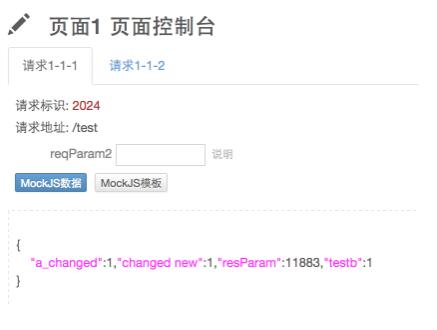 页面1 页面控制台
请求1-1-1 请求1-1-2
请求标识: 2024
请求地址: /test
reqParam2 说明
MockJS数据 MockJS模板
{
"a_changed":1,"changed new":1,"resParam":11883,"testb":1
}